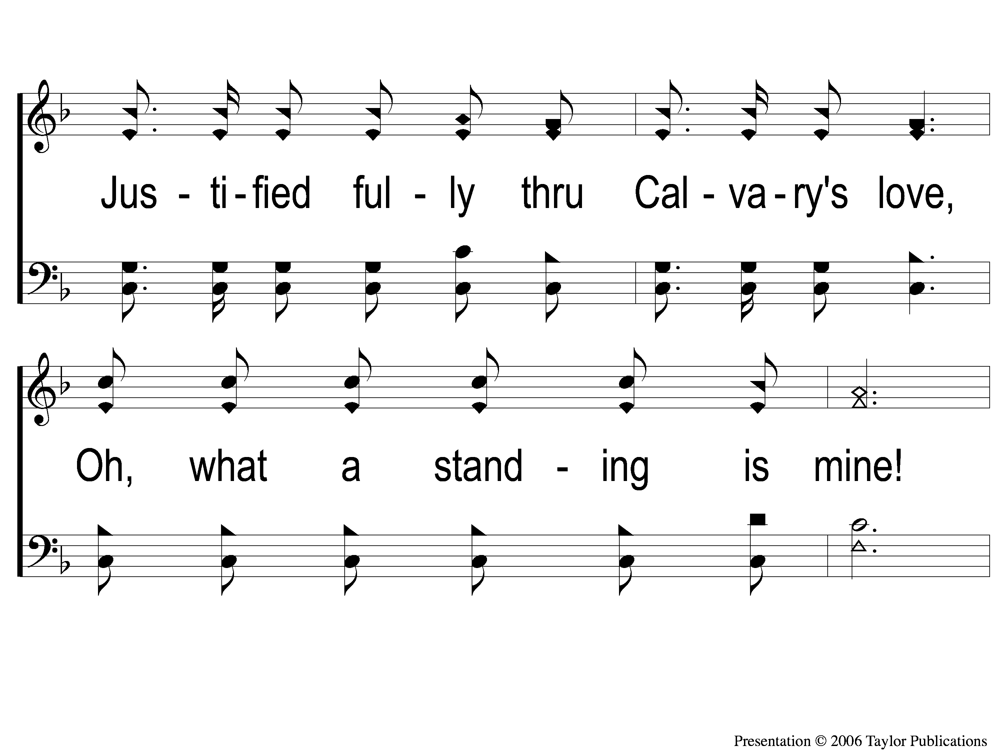 Jus - ti - fied ful - ly thru Cal - va - ry's love,
Oh, what a stand - ing is mine!
Presentation © 2006 Taylor Publications